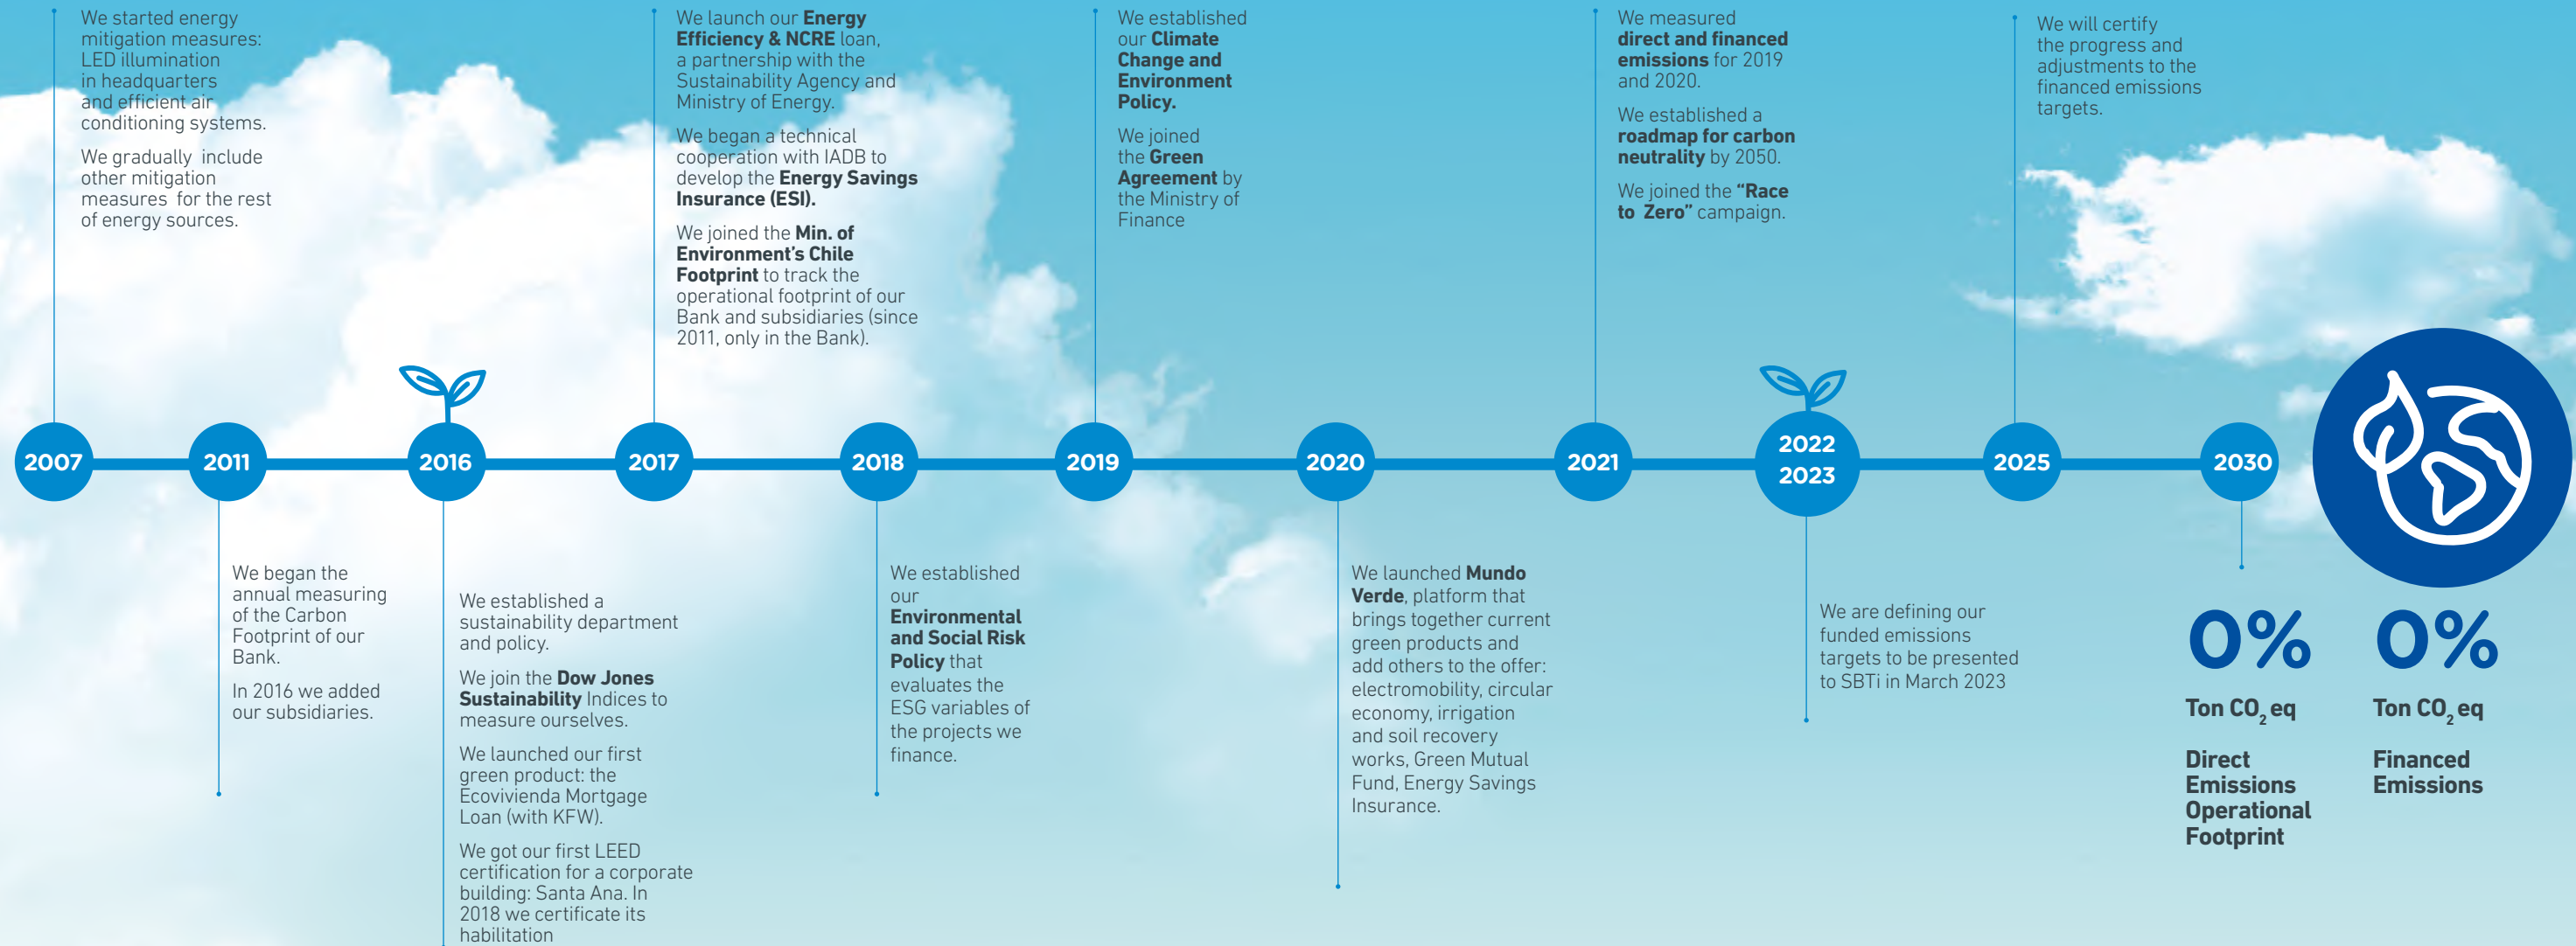 We started energy
mitigation measures:
LED illumination
in headquarters
and efficient air
conditioning systems.
We gradually include
other mitigation
measures for the rest
of energy sources.
We launch our Energy
Efficiency & NCRE loan,
a partnership with the
Sustainability Agency and
Ministry of Energy.
We began a technical
cooperation with IADB to
develop the Energy Savings
Insurance (ESI).
We joined the Min. of
Environment’s Chile
Footprint to track the
operational footprint of our
Bank and subsidiaries (since
2011, only in the Bank).
We established
our Climate
Change and
Environment
Policy.
We joined
the Green
Agreement by
the Ministry of
Finance
We measured
direct and financed
emissions for 2019
and 2020.
We established a
roadmap for carbon
neutrality by 2050.
We joined the “Race
to Zero” campaign.
We will certify
the progress and
adjustments to the
financed emissions
targets.
2007
2011
2016
2017
2018
2019
2020
2021
2022
2023
2025
2030
We began the
annual measuring
of the Carbon
Footprint of our
Bank.
In 2016 we added
our subsidiaries.
We established a
sustainability department
and policy.
We join the Dow Jones
Sustainability Indices to
measure ourselves.
We launched our first
green product: the
Ecovivienda Mortgage
Loan (with KFW).
We got our first LEED
certification for a corporate
building: Santa Ana. In
2018 we certificate its
habilitation
We established
our
Environmental
and Social Risk
Policy that
evaluates the
ESG variables of
the projects we
finance.
We launched Mundo
Verde, platform that
brings together current
green products and
add others to the offer:
electromobility, circular
economy, irrigation
and soil recovery
works, Green Mutual
Fund, Energy Savings
Insurance.
We are defining our
funded emissions
targets to be presented
to SBTi in March 2023
0%
Ton CO₂ eq
Direct
Emissions
Operational
Footprint
0%
Ton CO₂ eq
Financed
Emissions